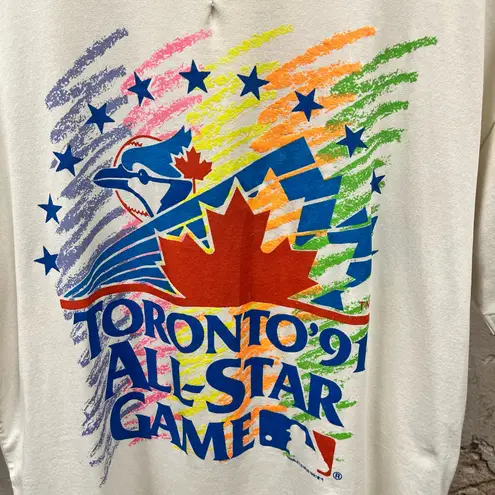 TORONTO '91
ALL-STAR
GAME
®